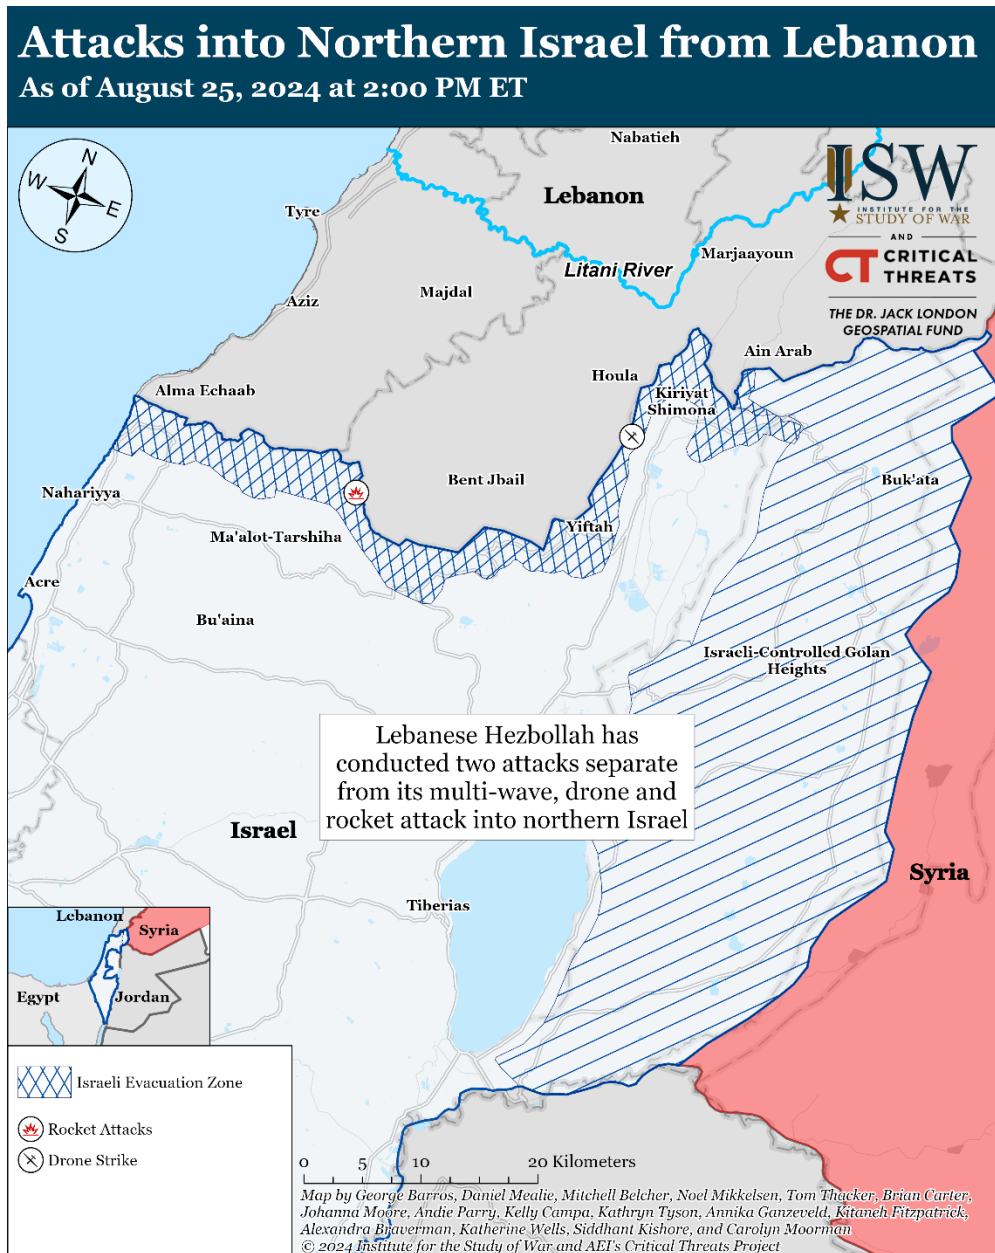 Attacks into Northern Israel from Lebanon
As of August 25, 2024 at 2:00 PM ET
N
W
E
S
Nabatieh
ISW
INSTITUTE FOR THE
STUDY OF WAR
AND
CT CRITICAL
THREATS
THE DR. JACK LONDON
GEOSPATIAL FUND
Lebanon
Tyre
Marjaayoun
Litani River
Majdal
Aziz
Ain Arab
Houla
Alma Echaab
Kiriyat
Shimona
Bent Jbail
Buk'ata
Nahariyya
Yiftah
Ma'alot-Tarshiha
Acre
Bu'aina
Israeli-Controlled Golan
Heights
Lebanese Hezbollah has
conducted two attacks separate
from its multi-wave, drone and
rocket attack into northern Israel
Israel
Syria
Tiberias
Lebanon
Syria
Egypt
Jordan
Israeli Evacuation Zone
Rocket Attacks
Drone Strike
0 5 10 20 Kilometers
Map by George Barros, Daniel Mealie, Mitchell Belcher, Noel Mikkelsen, Tom Thacker, Brian Carter,
Johanna Moore, Andie Parry, Kelly Campa, Kathryn Tyson, Annika Ganzeveld, Kitaneh Fitzpatrick,
Alexandra Braverman, Katherine Wells, Siddhant Kishore, and Carolyn Moorman
© 2024 Institute for the Study of War and AEI's Critical Threats Project